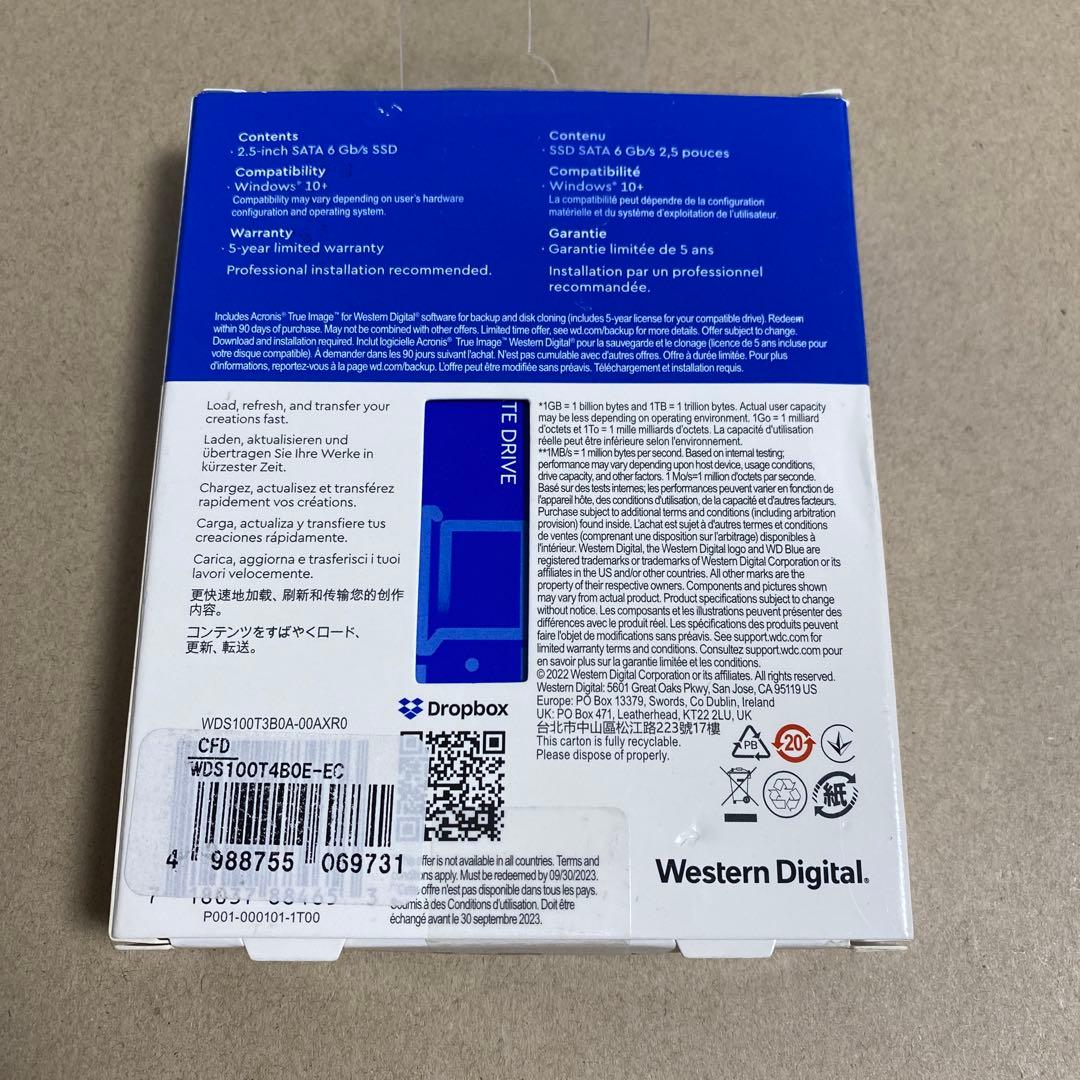 Contents
· 2.5-inch SATA 6 Gb/s SSD
Compatibility
· Windows® 10+
Compatibility may vary depending on user's hardware
configuration and operating system.
Warranty
· 5-year limited warranty
Professional installation recommended.
Contenu
· SSD SATA 6 Gb/s 2,5 pouces
Compatibilité
· Windows® 10+
La compatibilité peut dépendre de la configuration
matérielle et du système d'exploitation de l'utilisateur.
Garantie
· Garantie limitée de 5 ans
Installation par un professionnel
recommandée.
Includes Acronis® True Image™ for Western Digital® software for backup and disk cloning (includes 5-year license for your compatible drive). Redeem
within 90 days of purchase. May not be combined with other offers. Limited time offer, see wd.com/backup for more details. Offer subject to change.
Download and installation required. Inclut logicielle Acronis® True Image™ Western Digital® pour la sauvegarde et le clonage (licence de 5 ans incluse pour
votre disque compatible). À demander dans les 90 jours suivant l'achat. N'est pas cumulable avec d'autres offres. Offre à durée limitée. Pour plus
d'informations, reportez-vous à la page wd.com/backup. L'offre peut être modifiée sans préavis. Téléchargement et installation requis.
Load, refresh, and transfer your
creations fast.
Laden, aktualisieren und
übertragen Sie Ihre Werke in
kürzester Zeit.
Chargez, actualisez et transférez
rapidement vos créations.
Carga, actualiza y transfiere tus
creaciones rápidamente.
Carica, aggiorna e trasferisci i tuoi
lavori velocemente.
更快速地加载、刷新和传输您的创作
内容。
コンテンツをすばやくロード、
更新、転送。
TE DRIVE
*1GB = 1 billion bytes and 1TB = 1 trillion bytes. Actual user capacity
may be less depending on operating environment. 1Go = 1 milliard
d'octets et 1To = 1 mille milliards d'octets. La capacité d'utilisation
réelle peut être inférieure selon l'environnement.
**1MB/s = 1 million bytes per second. Based on internal testing;
performance may vary depending upon host device, usage conditions,
drive capacity, and other factors. 1 Mo/s=1 million d'octets par seconde.
Basé sur des tests internes; les performances peuvent varier en fonction de
l'appareil hôte, des conditions d'utilisation, de la capacité et d'autres facteurs.
Purchase subject to additional terms and conditions (including arbitration
provision) found inside. L'achat est sujet à d'autres termes et conditions
de ventes (comprenant une disposition sur l'arbitrage) disponibles à
l'intérieur. Western Digital, the Western Digital logo and WD Blue are
registered trademarks or trademarks of Western Digital Corporation or its
affiliates in the US and/or other countries. All other marks are the
property of their respective owners. Components and pictures shown
may vary from actual product. Product specifications subject to change
without notice. Les composants et les illustrations peuvent présenter des
différences avec le produit réel. Les spécifications des produits peuvent
faire l'objet de modifications sans préavis. See support.wdc.com for
limited warranty terms and conditions. Consultez support.wdc.com pour
en savoir plus sur la garantie limitée et les conditions.
© 2022 Western Digital Corporation or its affiliates. All rights reserved.
Western Digital: 5601 Great Oaks Pkwy, San Jose, CA 95119 US
Europe: PO Box 13379, Swords, Co Dublin, Ireland
UK: PO Box 471, Leatherhead, KT22 2LU, UK
台北市中山區松江路223號17樓
This carton is fully recyclable.
Please dispose of properly.
PB
20
紙
Dropbox
WDS100T3B0A-00AXR0
CFD
WDS100T4B0E-EC
4 988755 069731
7 18037 88465 3
P001-000101-1T00
ffer is not available in all countries. Terms and
ons apply. Must be redeemed by 09/30/2023.
offre n'est pas disponible dans tous les pays.
Soumis à des Conditions d'utilisation. Doit être
échangé avant le 30 septembre 2023.
Western Digital.